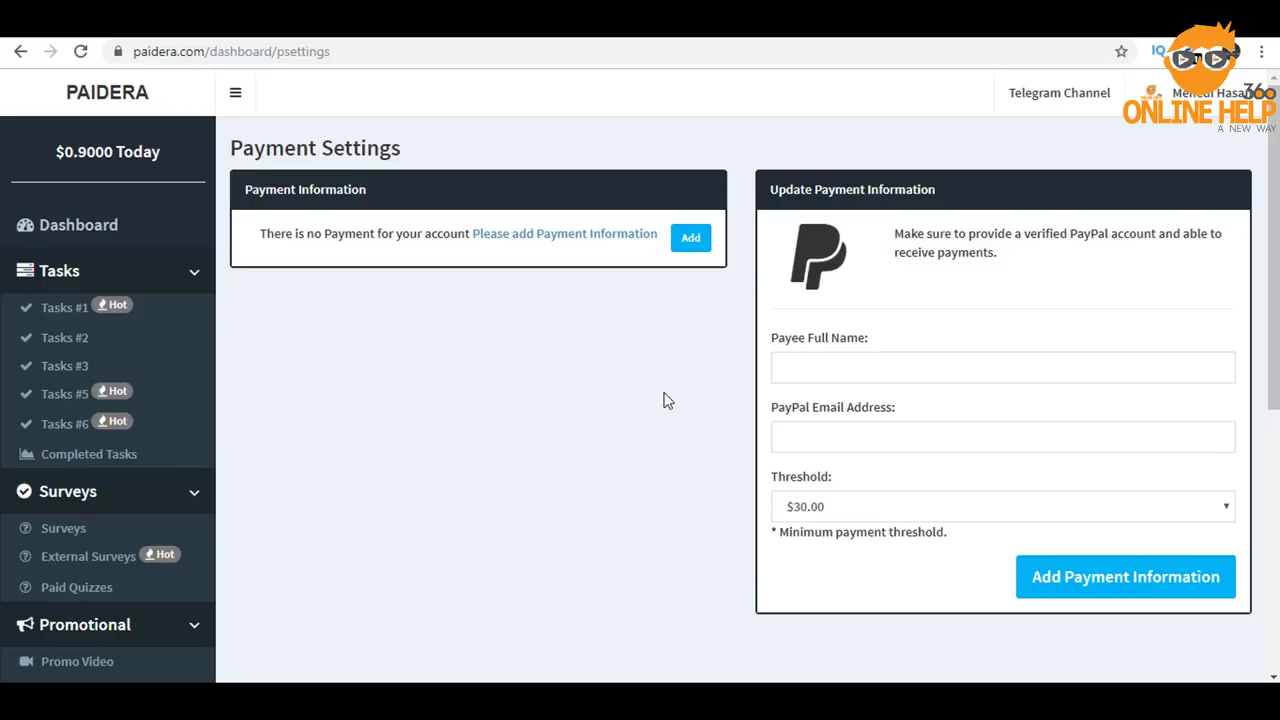 paidera.com/dashboard/psettings
IQ
PAIDERA
Telegram Channel
360
ONLINE HELP
A NEW WAY
$0.9000 Today
Dashboard
Tasks
Tasks #1 Hot
Tasks #2
Tasks #3
Tasks #5 Hot
Tasks #6 Hot
Completed Tasks
Surveys
Surveys
External Surveys Hot
Paid Quizzes
Promotional
Promo Video
Payment Settings
Payment Information
There is no Payment for your account Please add Payment Information Add
Update Payment Information
Make sure to provide a verified PayPal account and able to
receive payments.
Payee Full Name:
PayPal Email Address:
Threshold:
$30.00
* Minimum payment threshold.
Add Payment Information